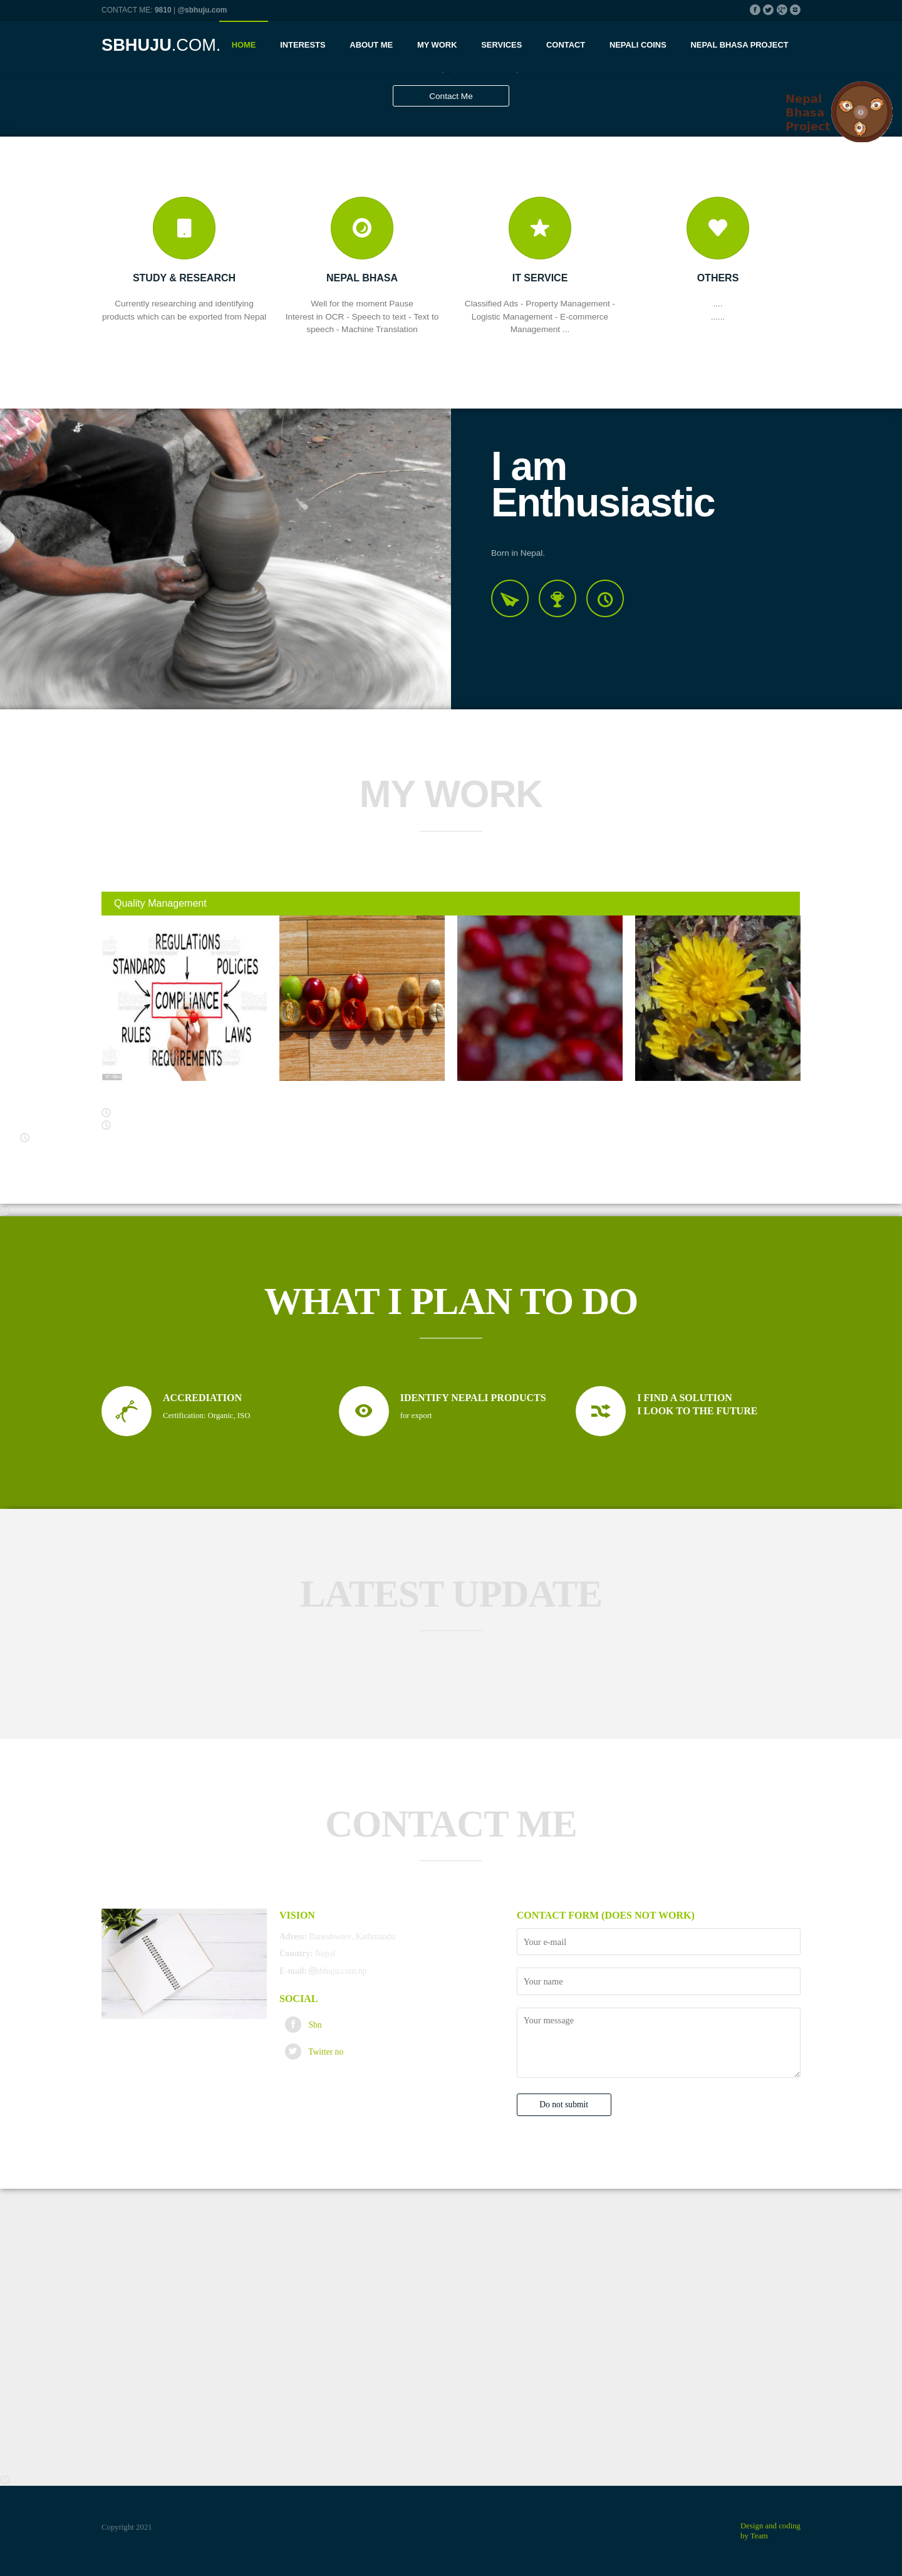 CONTACT ME: 9810 | @sbhuju.com
SBHUJU.COM.
HOME
INTERESTS
ABOUT ME
MY WORK
SERVICES
CONTACT
NEPALI COINS
NEPAL BHASA PROJECT
Contact Me
Nepal
Bhasa
Project
STUDY & RESEARCH
Currently researching and identifying
products which can be exported from Nepal
NEPAL BHASA
Well for the moment Pause
Interest in OCR - Speech to text - Text to
speech - Machine Translation
IT SERVICE
Classified Ads - Property Management -
Logistic Management - E-commerce
Management ...
OTHERS
....
......
I am
Enthusiastic
Born in Nepal.
MY WORK
Quality Management
REGULATIONS
STANDARDS
POLICIES
COMPLIANCE
RULES
LAWS
REQUIREMENTS
WHAT I PLAN TO DO
ACCREDIATION
Certification: Organic, ISO
IDENTIFY NEPALI PRODUCTS
for export
I FIND A SOLUTION
I LOOK TO THE FUTURE
LATEST UPDATE
CONTACT ME
VISION
Adress: Baneshwore, Kathmandu
Country: Nepal
E-mail: @sbhuju.com.np
SOCIAL
Sbn
Twitter no
CONTACT FORM (DOES NOT WORK)
Your e-mail
Your name
Your message
Do not submit
Copyright 2021
Design and coding
by Team